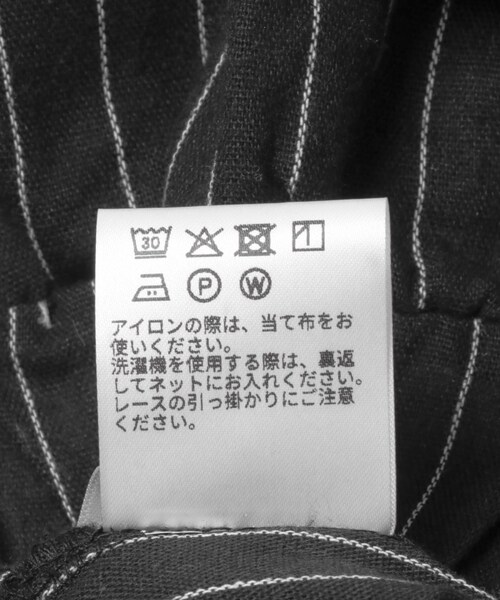 30
P W
アイロンの際は、当て布をお
使いください。
洗濯機を使用する際は、裏返
してネットにお入れください。
レースの引っ掛かりにご注意
ください。